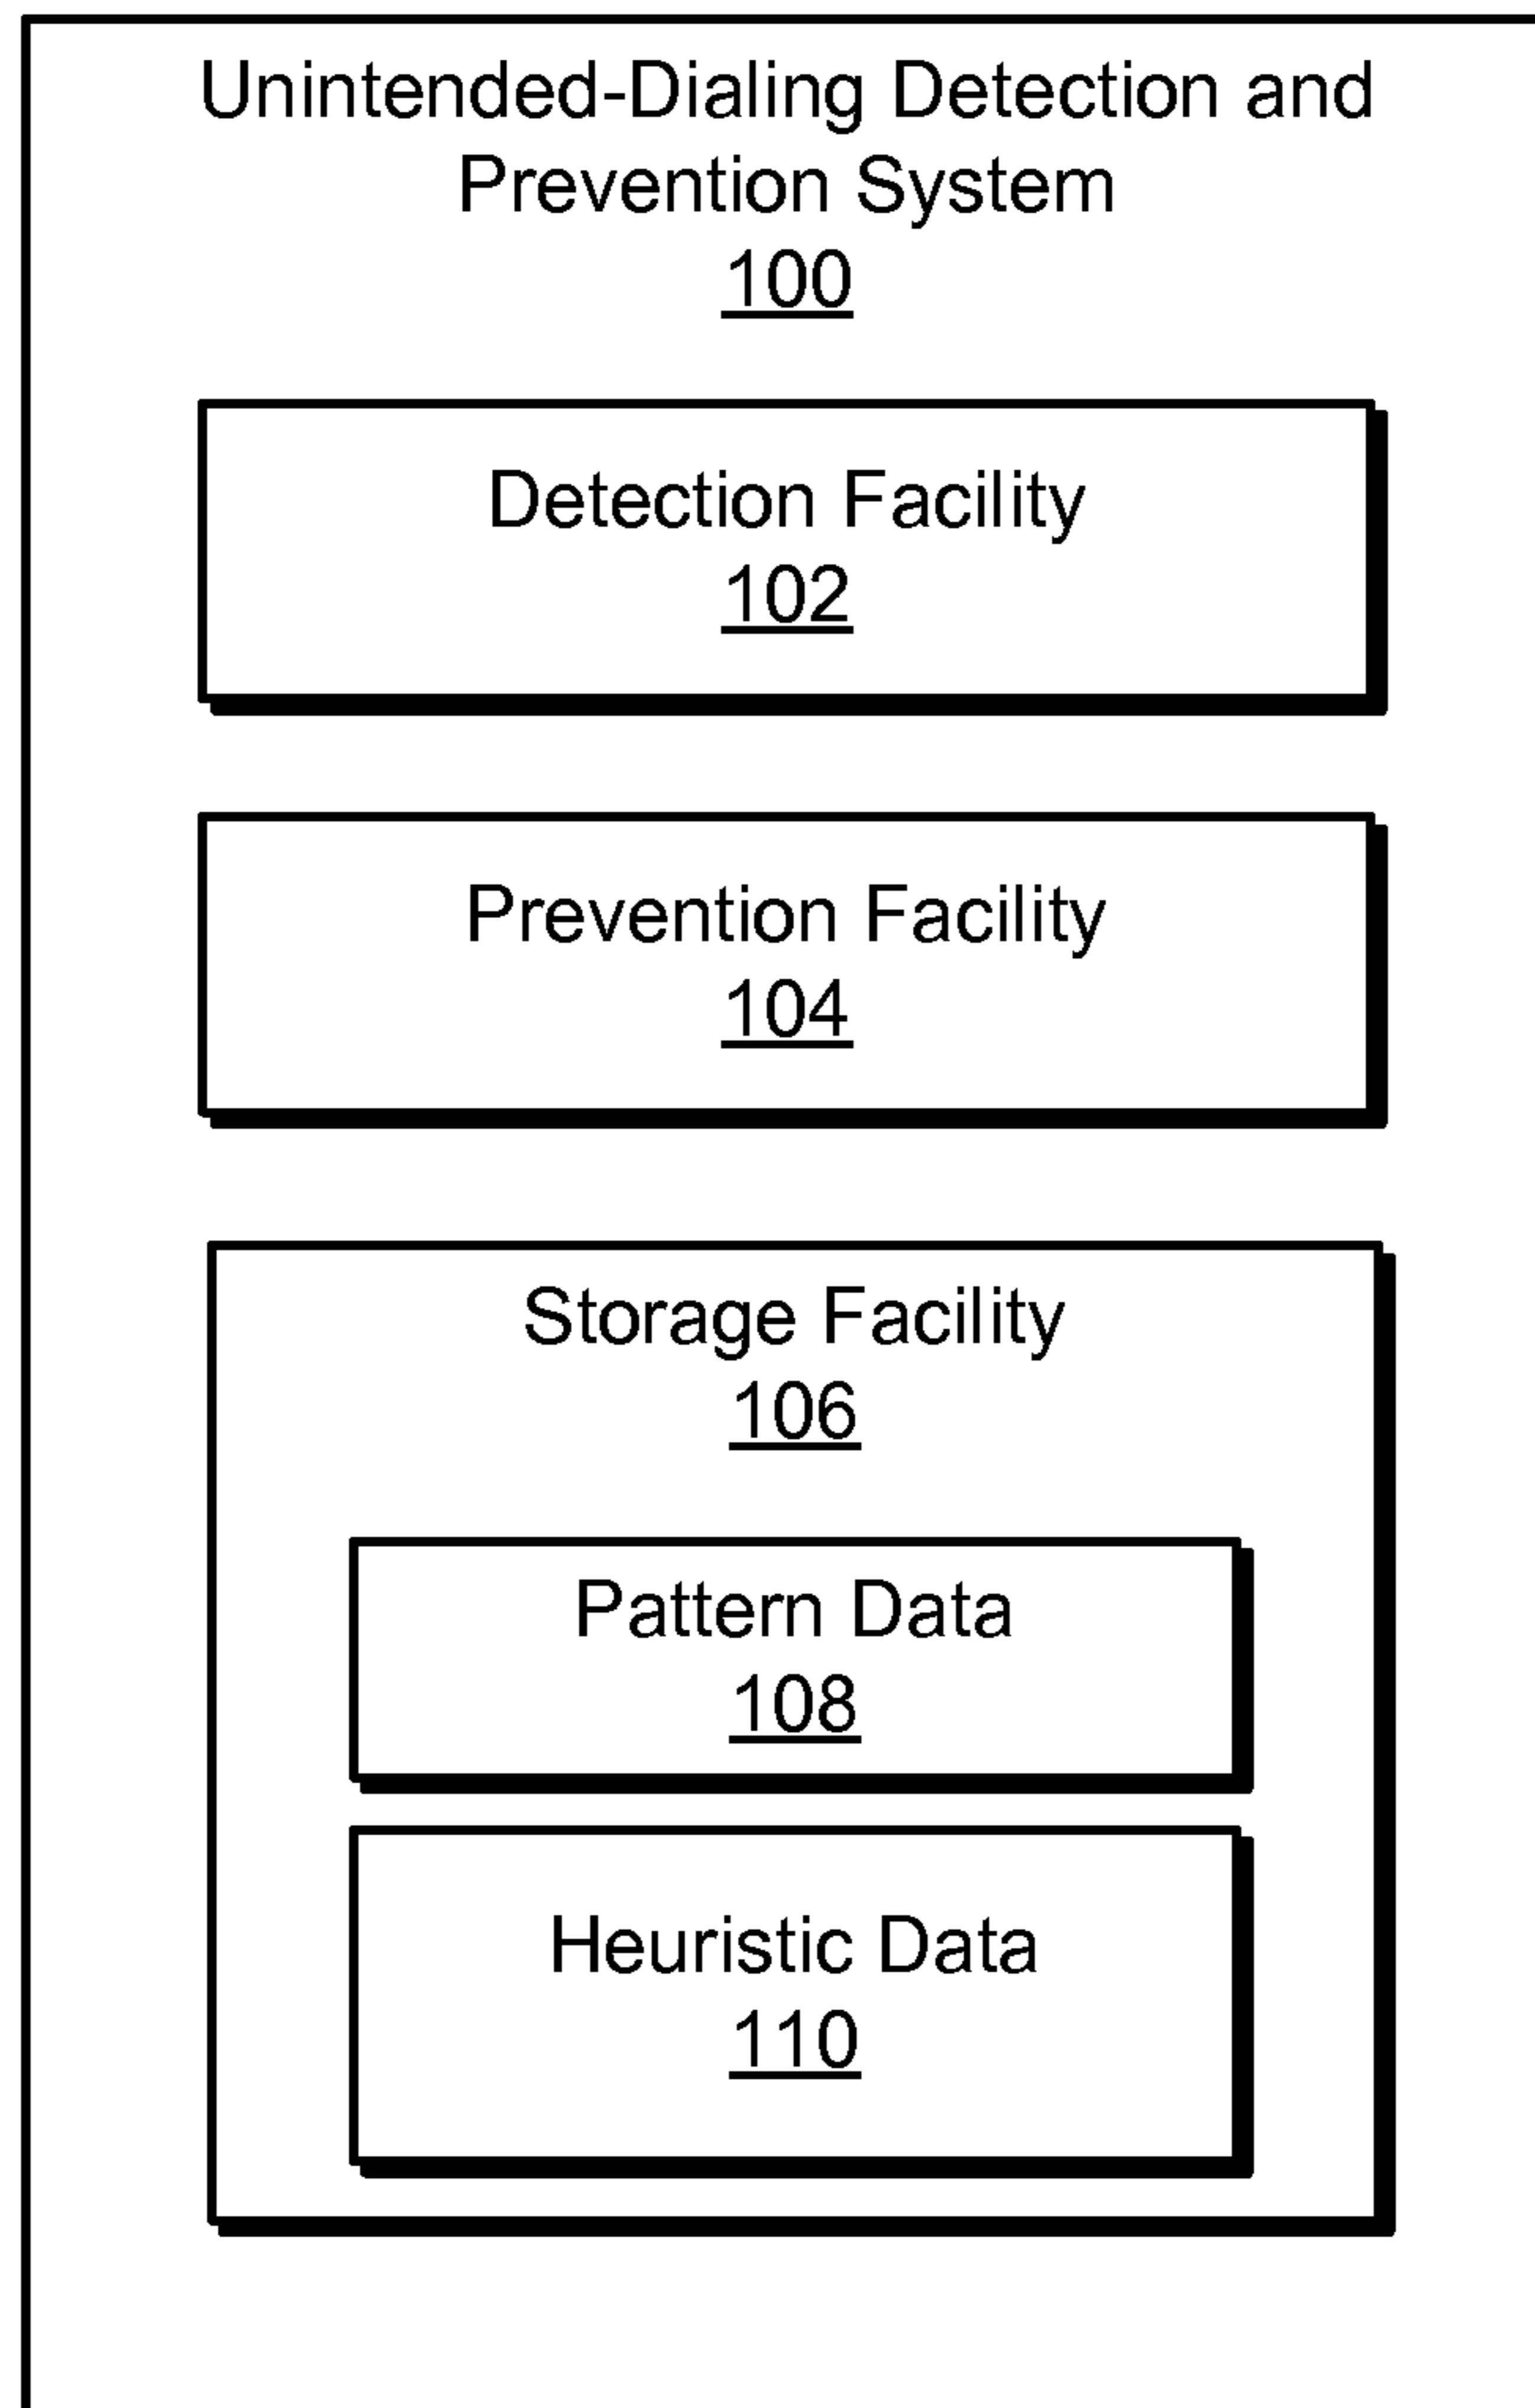 Unintended-Dialing Detection and
Prevention System
100
Detection Facility
102
Prevention Facility
104
Storage Facility
106
Pattern Data
108
Heuristic Data
110